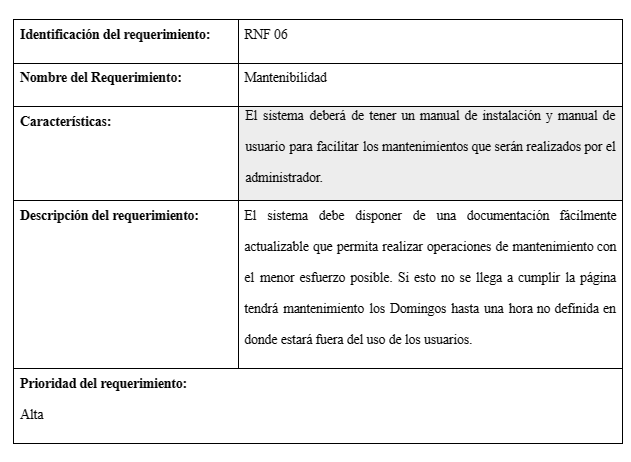 Identificación del requerimiento: RNF 06
Nombre del Requerimiento: Mantenibilidad
Características: El sistema deberá de tener un manual de instalación y manual de
usuario para facilitar los mantenimientos que serán realizados por el
administrador.
Descripción del requerimiento: El sistema debe disponer de una documentación fácilmente
actualizable que permita realizar operaciones de mantenimiento con
el menor esfuerzo posible. Si esto no se llega a cumplir la página
tendrá mantenimiento los Domingos hasta una hora no definida en
donde estará fuera del uso de los usuarios.
Prioridad del requerimiento:
Alta